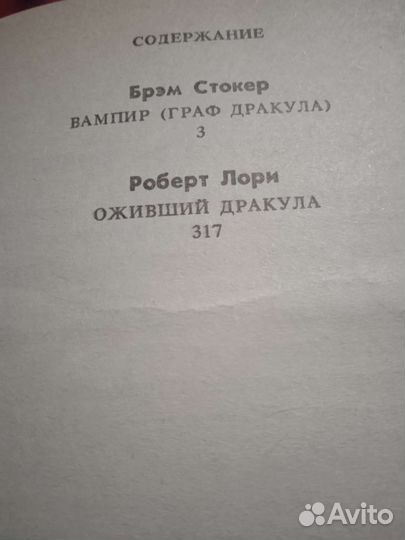 СОДЕРЖАНИЕ
Брэм Стокер
ВАМПИР (ГРАФ ДРАКУЛА)
3
Роберт Лори
ОЖИВШИЙ ДРАКУЛА
317
Avito